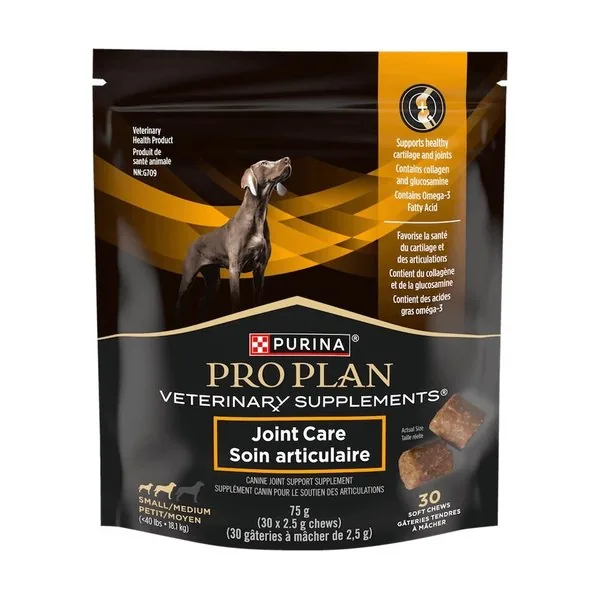 Veterinary
Health Product
Produit de
santé animale
NN:G7O9
Supports healthy
cartilage and joints
Contains collagen
and glucosamine
Contains Omega-3
Fatty Acid
Favorise la santé
du cartilage et
des articulations
Contient du collagène
et de la glucosamine
Contient des acides
gras oméga-3
PURINA®
PRO PLAN
VETERINARY SUPPLEMENTS®
Joint Care
Soin articulaire
CANINE JOINT SUPPORT SUPPLEMENT
SUPPLÉMENT CANIN POUR LE SOUTIEN DES ARTICULATIONS
75 g
(30 x 2.5 g chews)
(30 gâteries à mâcher de 2,5 g)
SMALL/MEDIUM
PETIT/MOYEN
(<40 lbs • 18.1 kg)
Actual Size
Taille réelle
30
SOFT CHEWS
GÂTERIES TENDRES
À MÂCHER